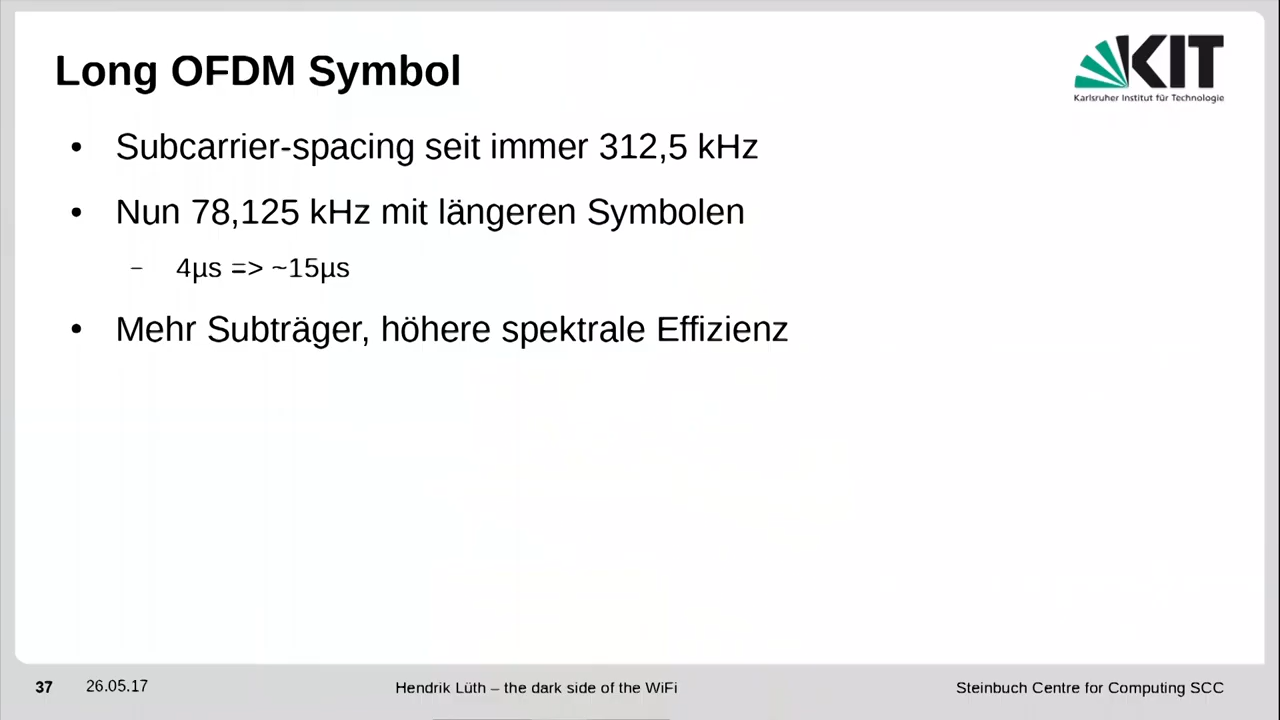 Long OFDM Symbol
KIT
Karlsruher Institut für Technologie
• Subcarrier-spacing seit immer 312,5 kHz
• Nun 78,125 kHz mit längeren Symbolen
– 4µs => ~15µs
• Mehr Subträger, höhere spektrale Effizienz
37 26.05.17 Hendrik Lüth – the dark side of the WiFi Steinbuch Centre for Computing SCC